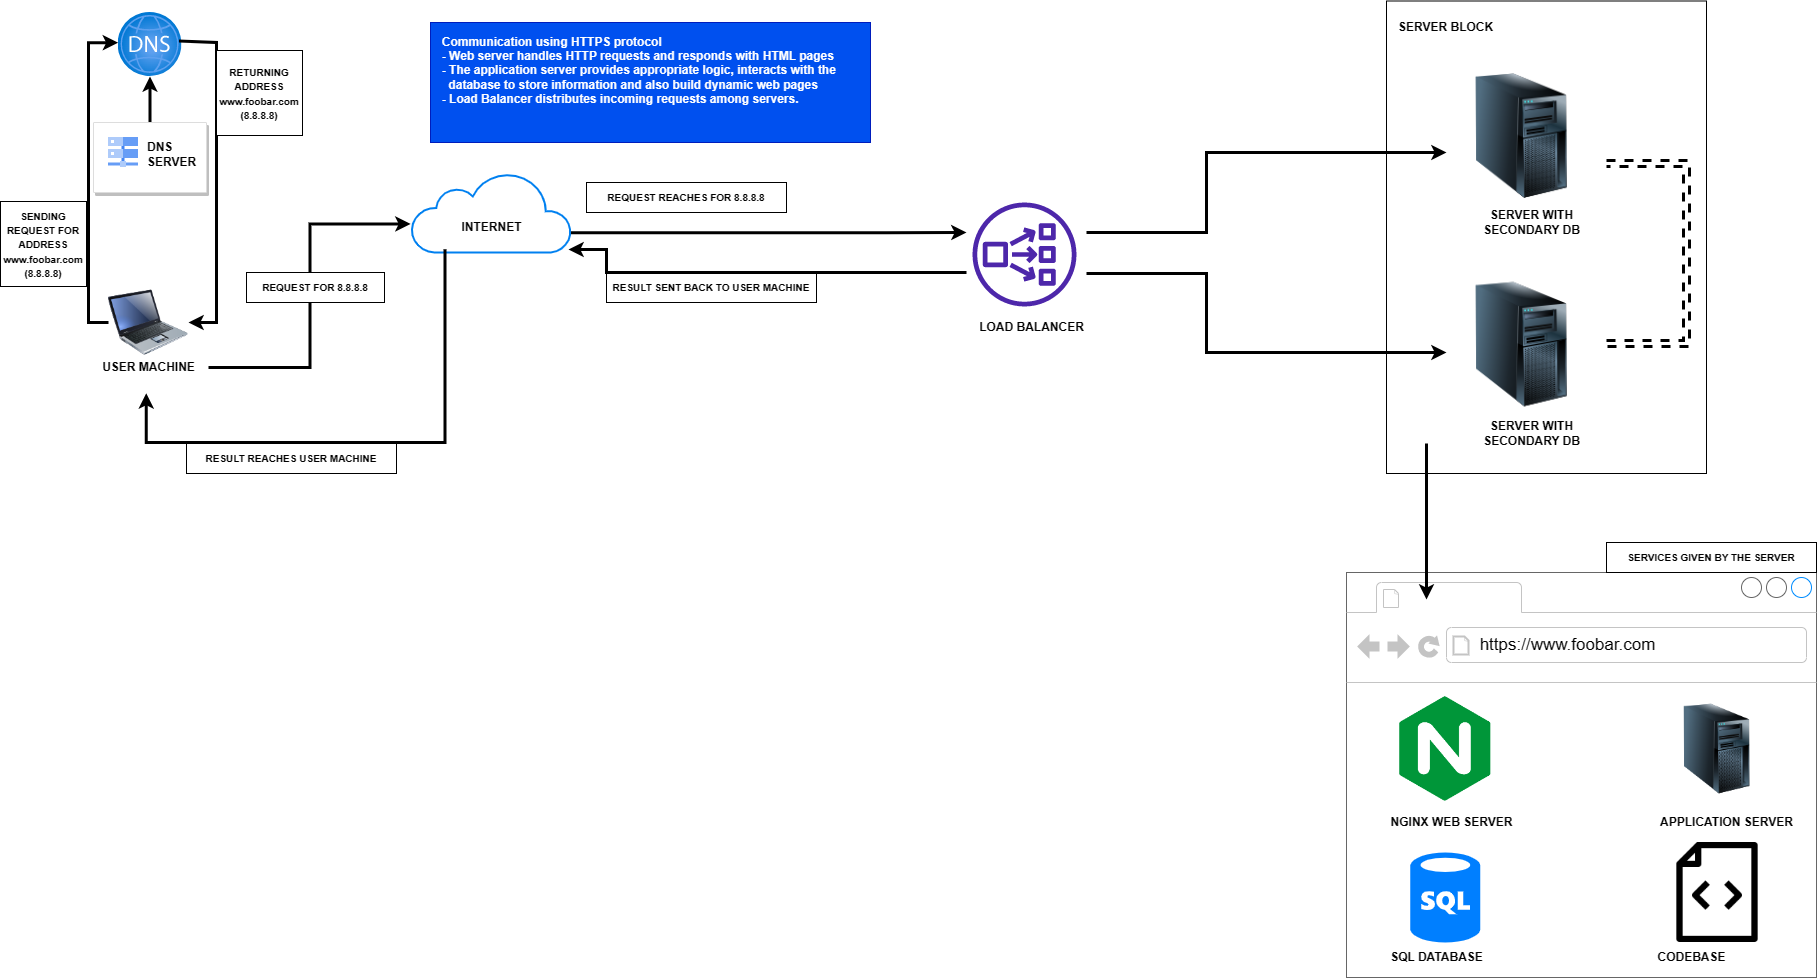 DNS
RETURNING
ADDRESS
www.foobar.com
(8.8.8.8)
DNS
SERVER
SENDING
REQUEST FOR
ADDRESS
www.foobar.com
(8.8.8.8)
USER MACHINE
REQUEST FOR 8.8.8.8
RESULT REACHES USER MACHINE
Communication using HTTPS protocol
- Web server handles HTTP requests and responds with HTML pages
- The application server provides appropriate logic, interacts with the
database to store information and also build dynamic web pages
- Load Balancer distributes incoming requests among servers.
INTERNET
REQUEST REACHES FOR 8.8.8.8
RESULT SENT BACK TO USER MACHINE
LOAD BALANCER
SERVER BLOCK
SERVER WITH
SECONDARY DB
SERVER WITH
SECONDARY DB
SERVICES GIVEN BY THE SERVER
https://www.foobar.com
N
NGINX WEB SERVER
APPLICATION SERVER
SQL
SQL DATABASE
CODEBASE